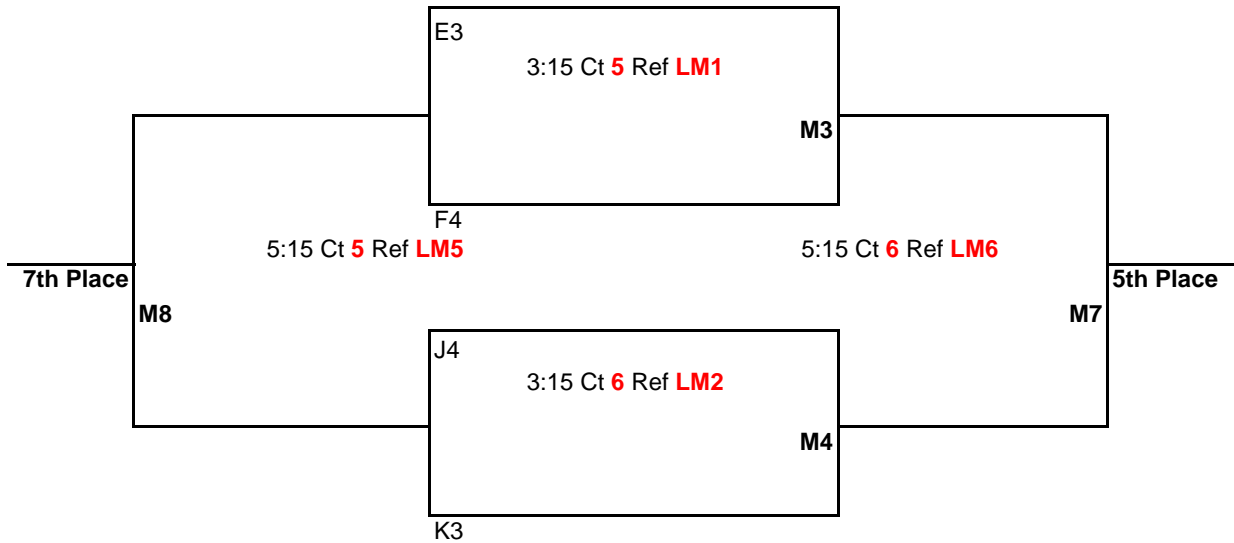 E3
3:15 Ct 5 Ref LM1
M3
F4
5:15 Ct 5 Ref LM5
5:15 Ct 6 Ref LM6
7th Place
5th Place
M8
M7
J4
3:15 Ct 6 Ref LM2
M4
K3